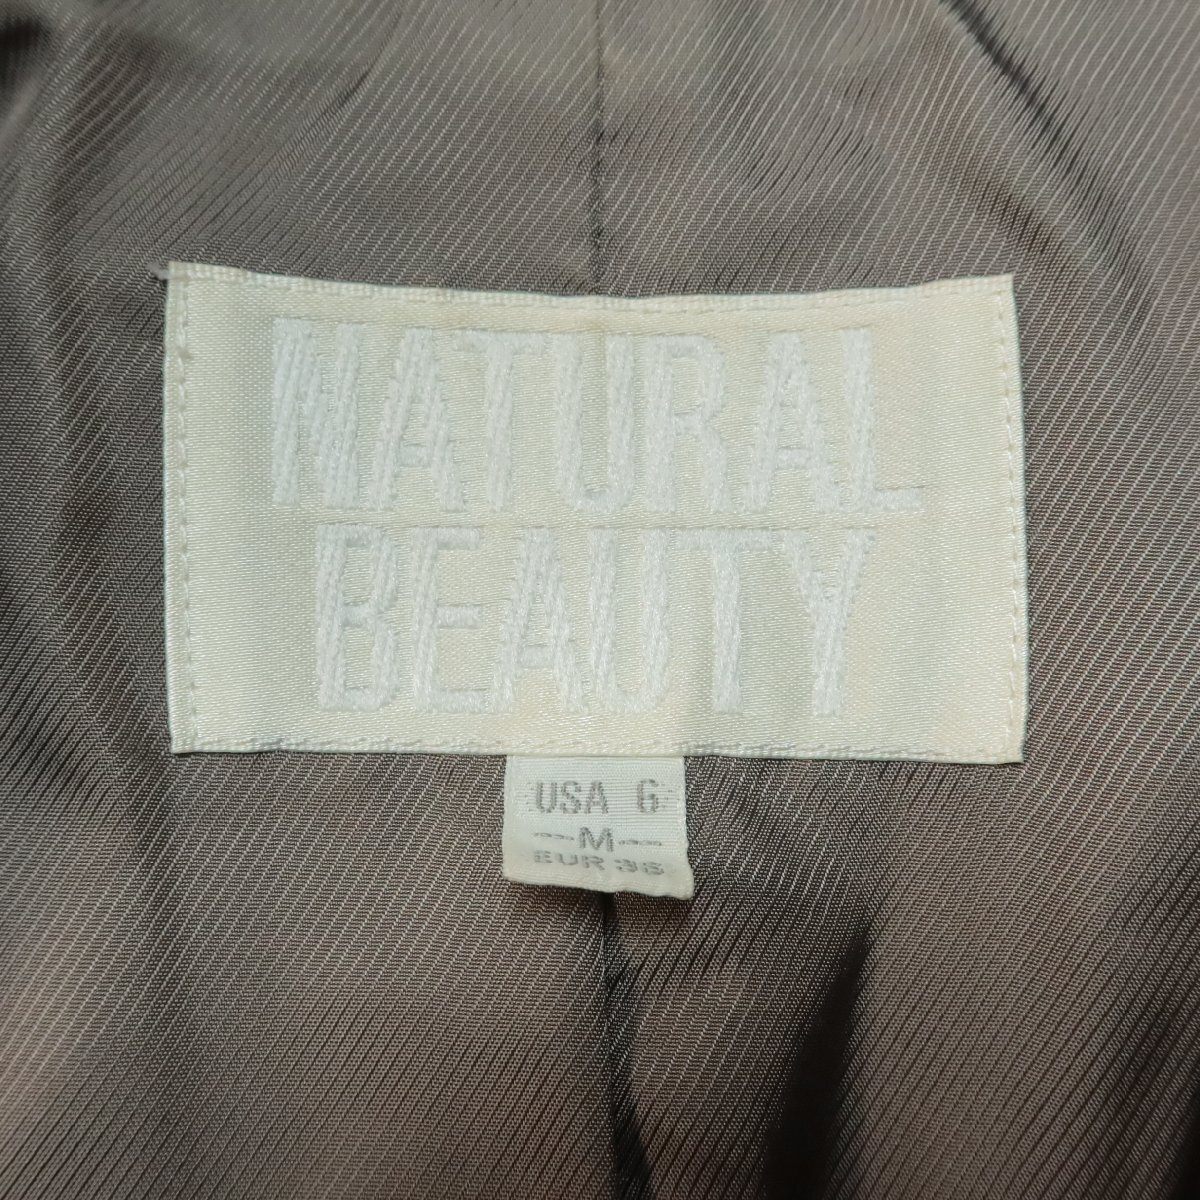 NATURAL
BEAUTY
USA 6
—M—
EUR 36